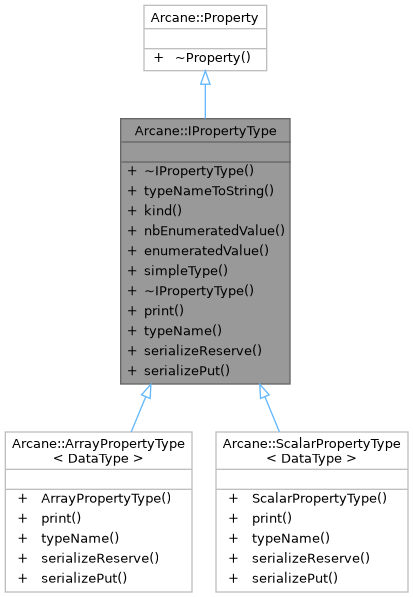 Arcane::Property
+ ~Property()
Arcane::IPropertyType
+ ~IPropertyType()
+ typeNameToString()
+ kind()
+ nbEnumeratedValue()
+ enumeratedValue()
+ simpleType()
+ ~IPropertyType()
+ print()
+ typeName()
+ serializeReserve()
+ serializePut()
Arcane::ArrayPropertyType
< DataType >
+ ArrayPropertyType()
+ print()
+ typeName()
+ serializeReserve()
+ serializePut()
Arcane::ScalarPropertyType
< DataType >
+ ScalarPropertyType()
+ print()
+ typeName()
+ serializeReserve()
+ serializePut()